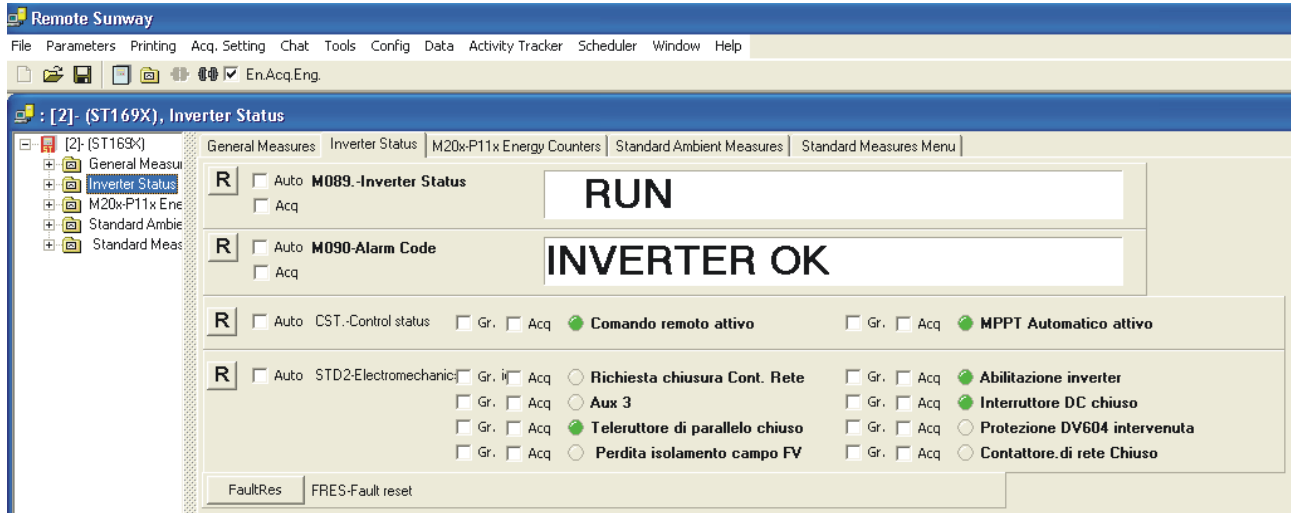 Remote Sunway
File Parameters Printing Acq. Setting Chat Tools Config Data Activity Tracker Scheduler Window Help
En.Acq.Eng.
: [2]- (ST169X), Inverter Status
[2]- (ST169X)
General Measu
Inverter Status
M20x-P11x Ene
Standard Ambie
Standard Meas
General Measures Inverter Status M20x-P11x Energy Counters Standard Ambient Measures Standard Measures Menu
R Auto M089.-Inverter Status RUN
Acq
R Auto M090-Alarm Code INVERTER OK
Acq
R Auto CST.-Control status Gr. Acq Comando remoto attivo Gr. Acq MPPT Automatico attivo
R Auto STD2-Electromechanic Gr. Acq Richiesta chiusura Cont. Rete Gr. Acq Abilitazione inverter
Gr. Acq Aux 3 Gr. Acq Interruttore DC chiuso
Gr. Acq Teleruttore di parallelo chiuso Gr. Acq Protezione DV604 intervenuta
Gr. Acq Perdita isolamento campo FV Gr. Acq Contattore.di rete Chiuso
FaultRes FRES-Fault reset